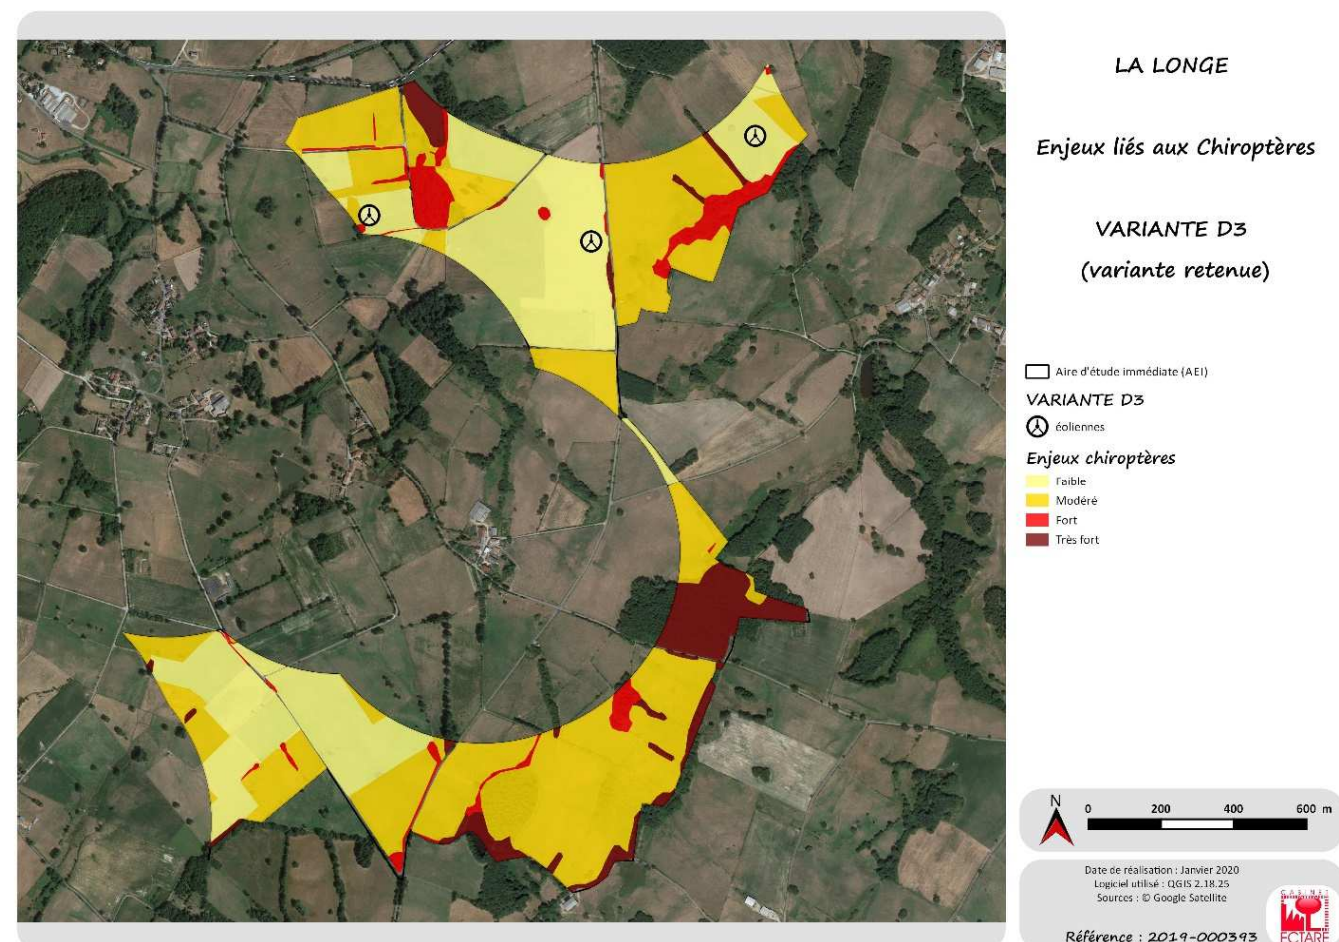 LA LONGE
Enjeux liés aux Chiroptères
VARIANTE D3
(variante retenue)
Aire d'étude immédiate (AEI)
VARIANTE D3
éoliennes
Enjeux chiroptères
Faible
Modéré
Fort
Très fort
N
0 200 400 600 m
Date de réalisation : Janvier 2020
Logiciel utilisé : QGIS 2.18.25
Sources : © Google Satellite
Référence : 2019-000393
CABINET
ECTARE